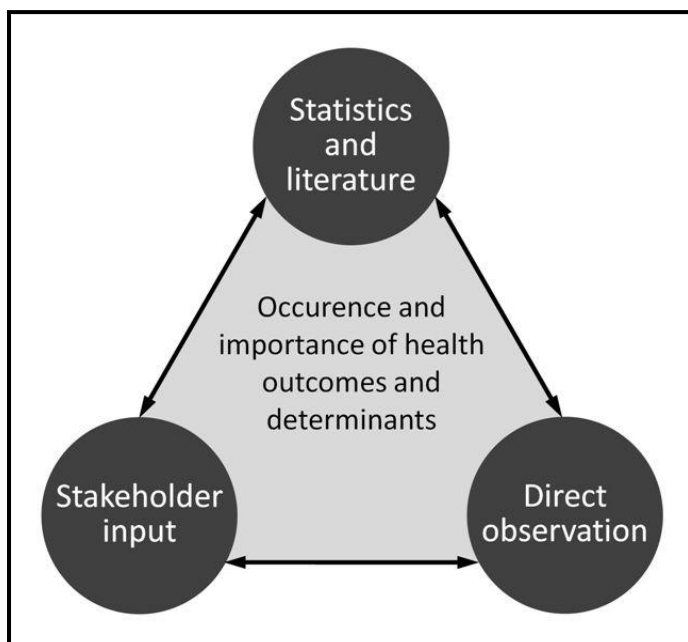 Statistics
and
literature
Occurence and
importance of health
outcomes and
determinants
Stakeholder
input
Direct
observation